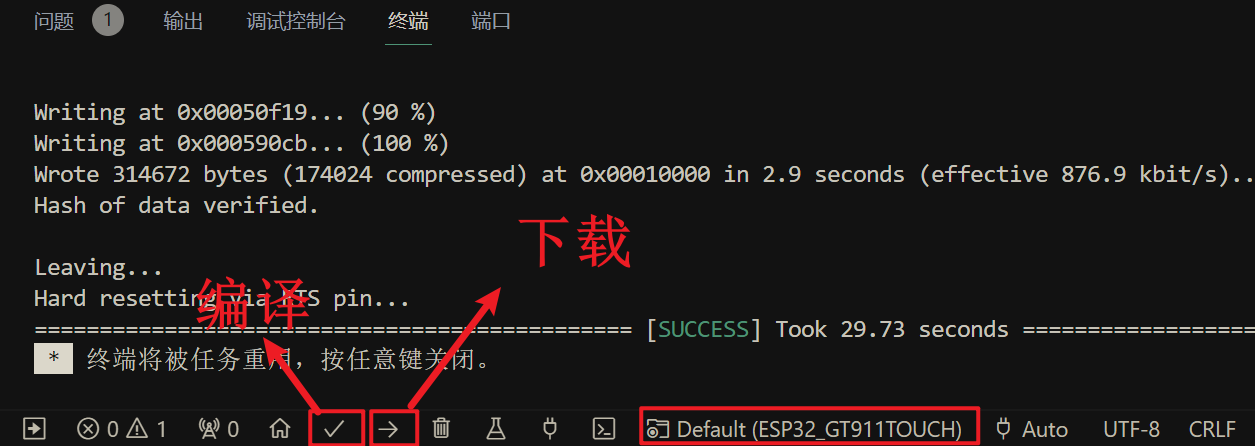 问题 1 输出 调试控制台 终端 端口
Writing at 0x00050f19... (90 %)
Writing at 0x000590cb... (100 %)
Wrote 314672 bytes (174024 compressed) at 0x00010000 in 2.9 seconds (effective 876.9 kbit/s)..
Hash of data verified.
下载
Leaving...
编译
Hard resetting via RTS pin...
============================================== [SUCCESS] Took 29.73 seconds ==================
* 终端将被任务重用，按任意键关闭。
0 1 0 Default (ESP32_GT911TOUCH) Auto UTF-8 CRLF